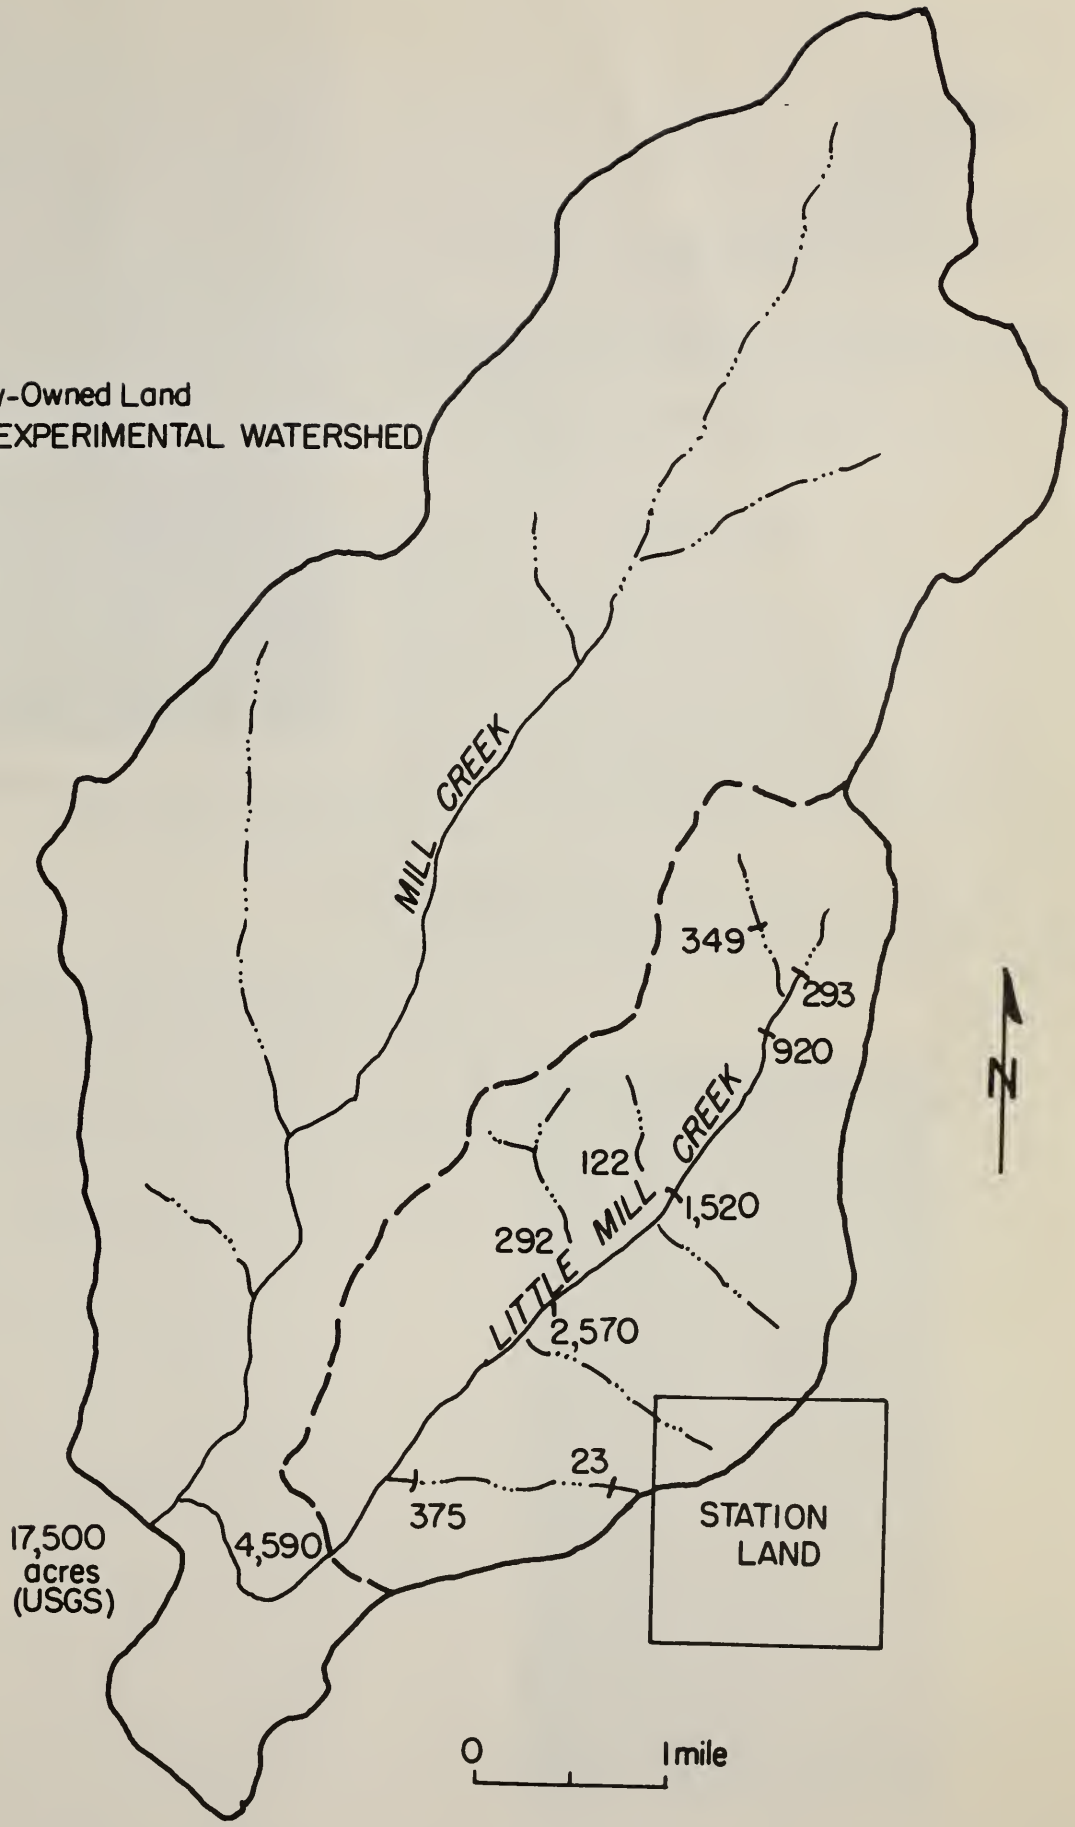 -Owned Land
EXPERIMENTAL WATERSHED
MILL CREEK
349
293
920
122
LITTLE MILL CREEK
1,520
292
2,570
23
375
STATION
LAND
17,500
acres
(USGS)
4,590
N
0 1 mile